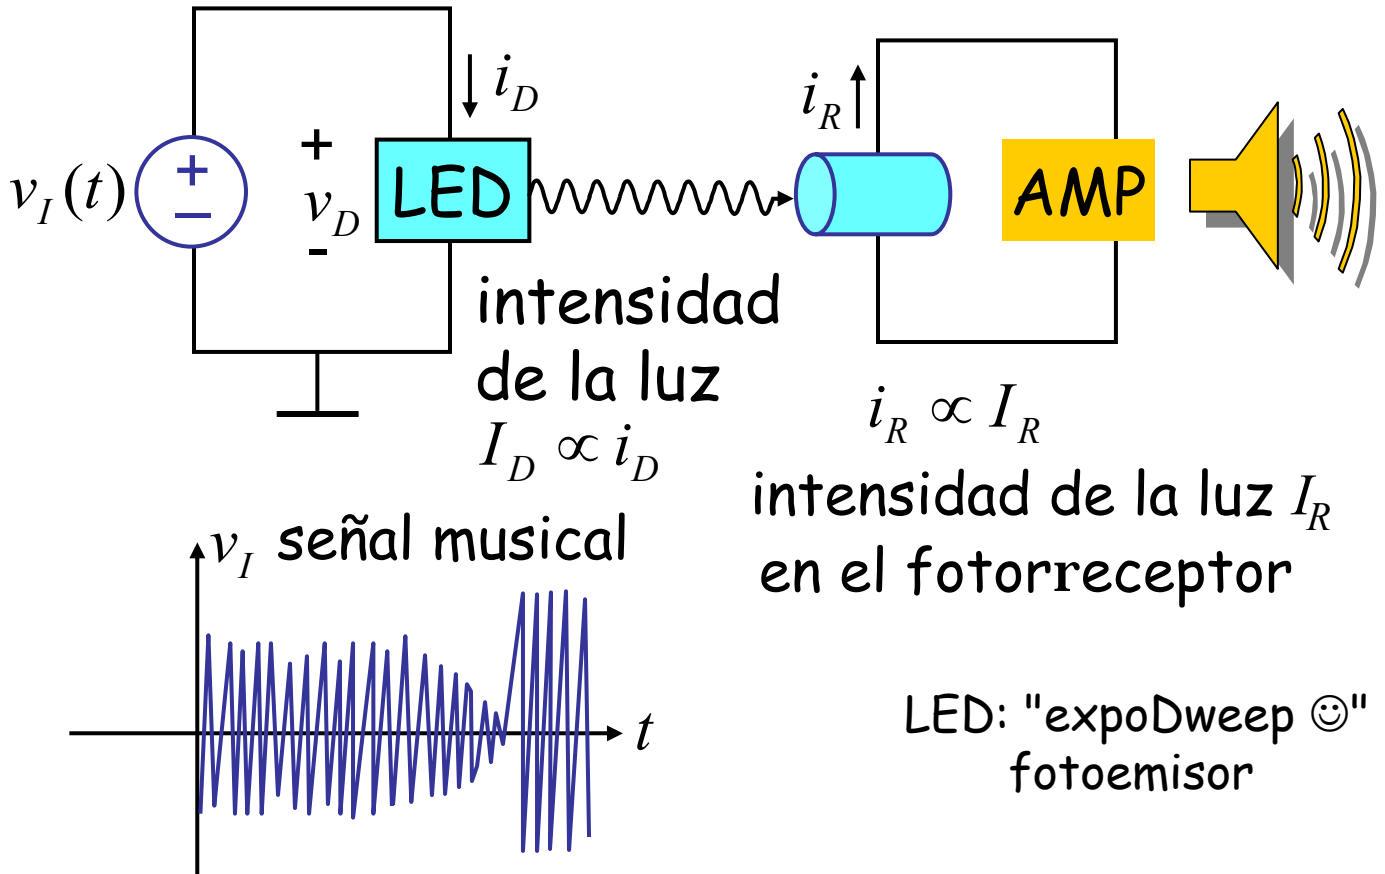 v_I(t)
+
−
+
v_D
-
i_D
LED
i_R
AMP
intensidad
de la luz
I_D ∝ i_D
i_R ∝ I_R
intensidad de la luz I_R
en el fotorreceptor
v_I señal musical
t
LED: "expoDweep ☺"
fotoemisor